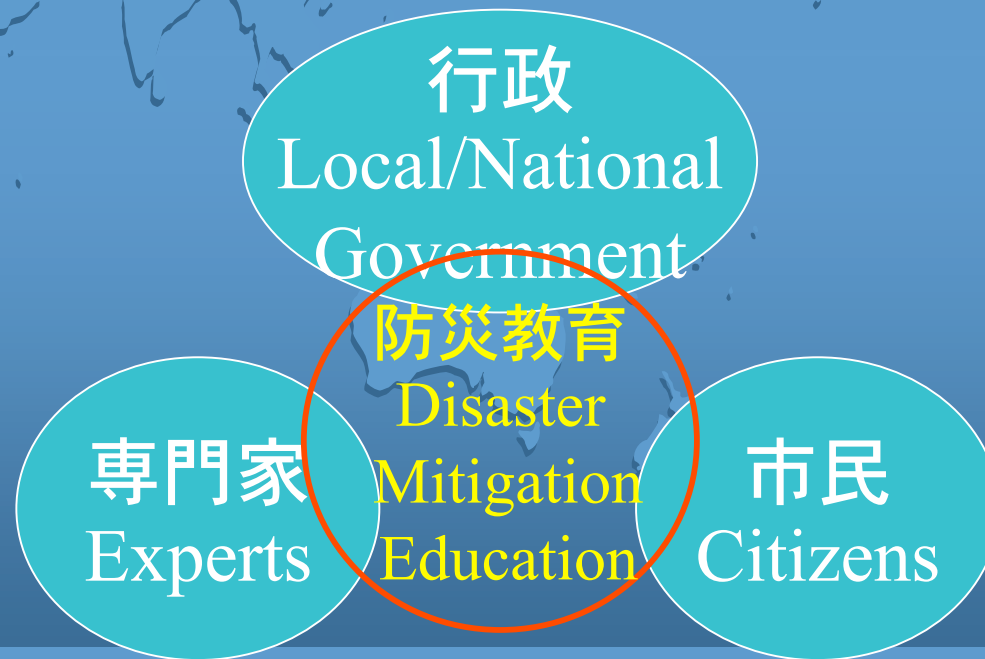 行政
Local/National
Government
防災教育
Disaster
Mitigation
Education
専門家
Experts
市民
Citizens